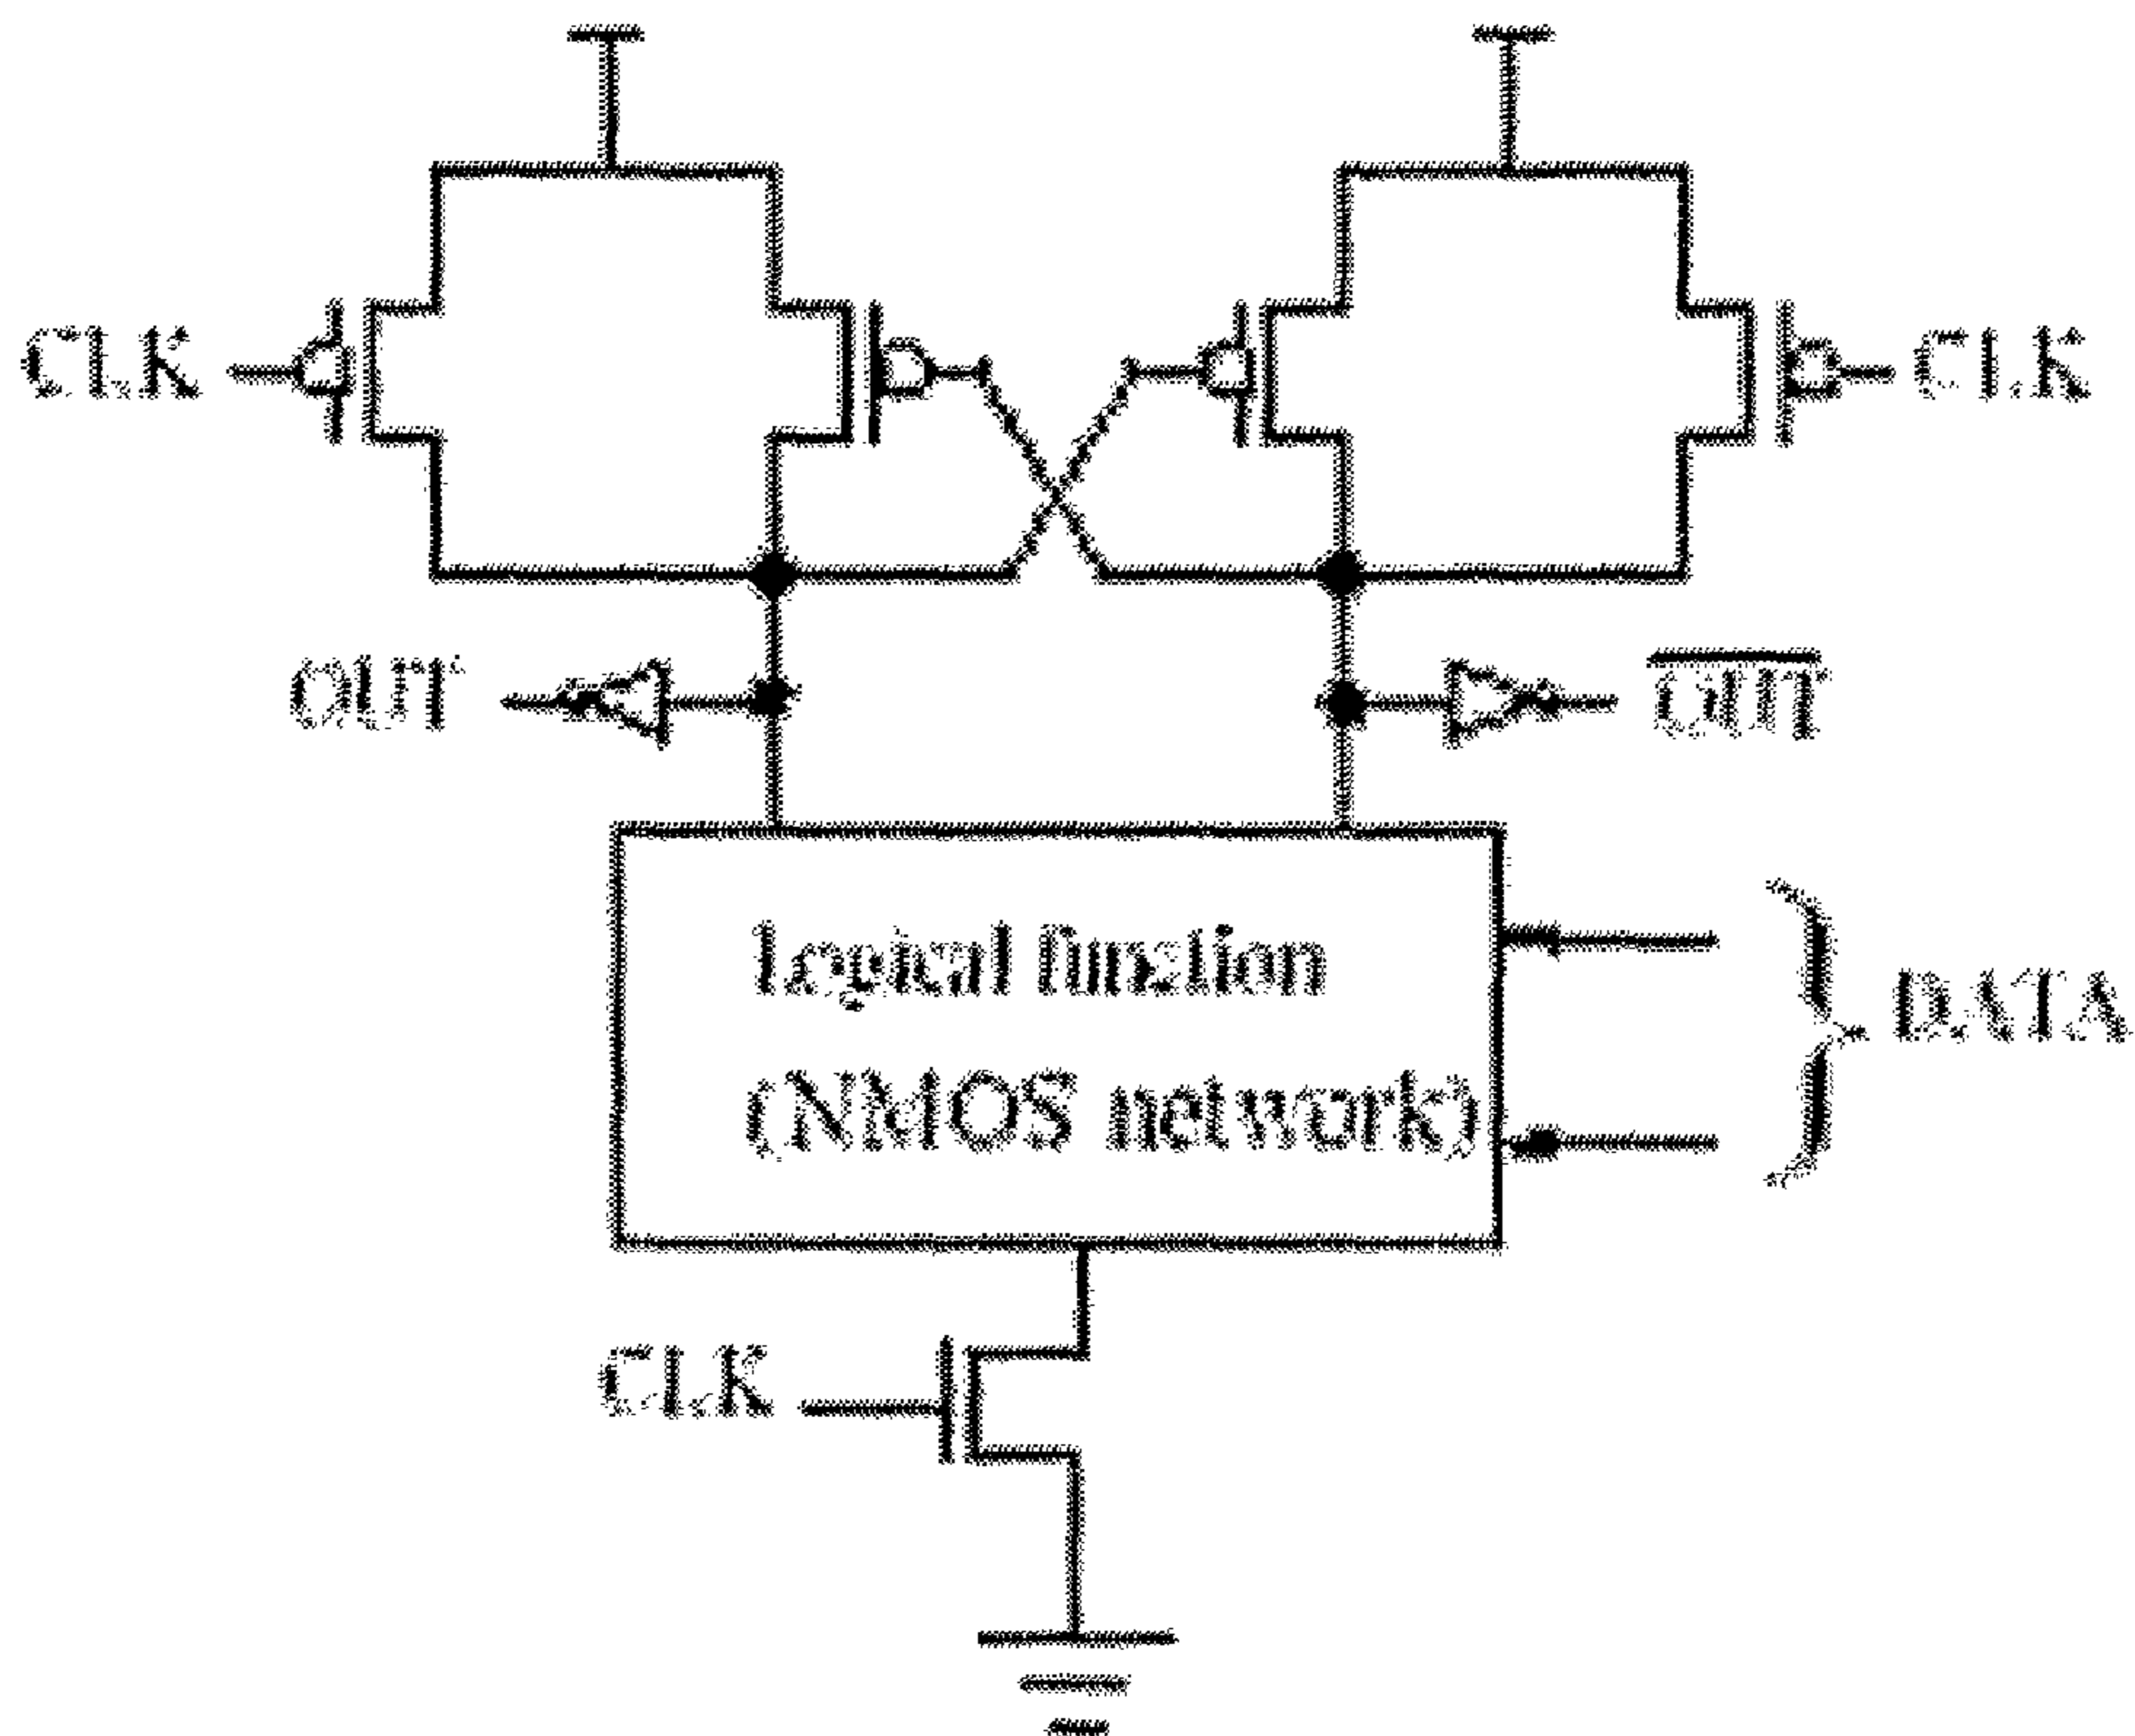 CLK
CLK
OUT
OUT
Logical function
(NMOS network)
DATA
CLK